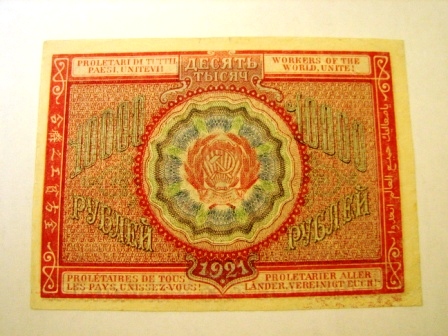 PROLETARI DI TUTTI
PAESI, UNITEVI!
ДЕСЯТЬ
ТЫСЯЧ
WORKERS OF THE
WORLD, UNITE!
10000
10000
РУБЛЕЙ
РУБЛЕЙ
1921
PROLÉTAIRES DE TOUS
LES PAYS, UNISSEZ-VOUS!
PROLETARIER ALLER
LÄNDER, VEREINIGT EUCH!